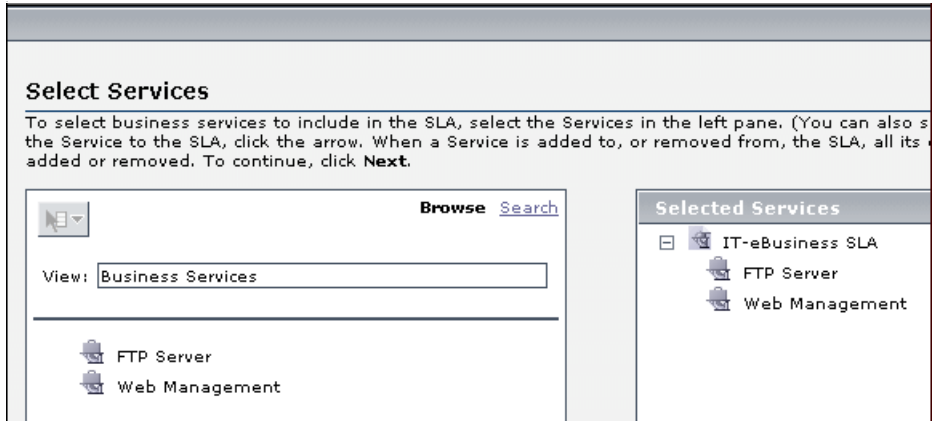 Select Services
To select business services to include in the SLA, select the Services in the left pane. (You can also s
the Service to the SLA, click the arrow. When a Service is added to, or removed from, the SLA, all its
added or removed. To continue, click Next.
Browse Search
View: Business Services
FTP Server
Web Management
Selected Services
IT-eBusiness SLA
FTP Server
Web Management